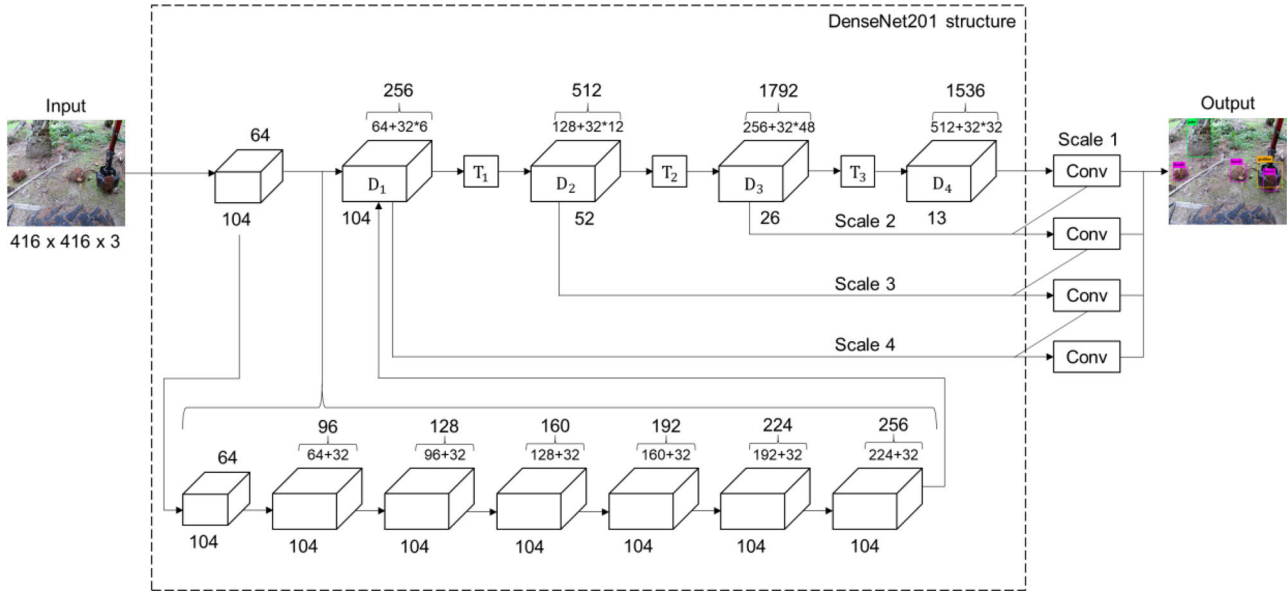 DenseNet201 structure
Input
416 x 416 x 3
64
104
256
64+32*6
D₁
104
T₁
512
128+32*12
D₂
52
T₂
1792
256+32*48
D₃
26
T₃
1536
512+32*32
D₄
13
Scale 1
Conv
Scale 2
Conv
Scale 3
Conv
Scale 4
Conv
Output
64
104
96
64+32
104
128
96+32
104
160
128+32
104
192
160+32
104
224
192+32
104
256
224+32
104